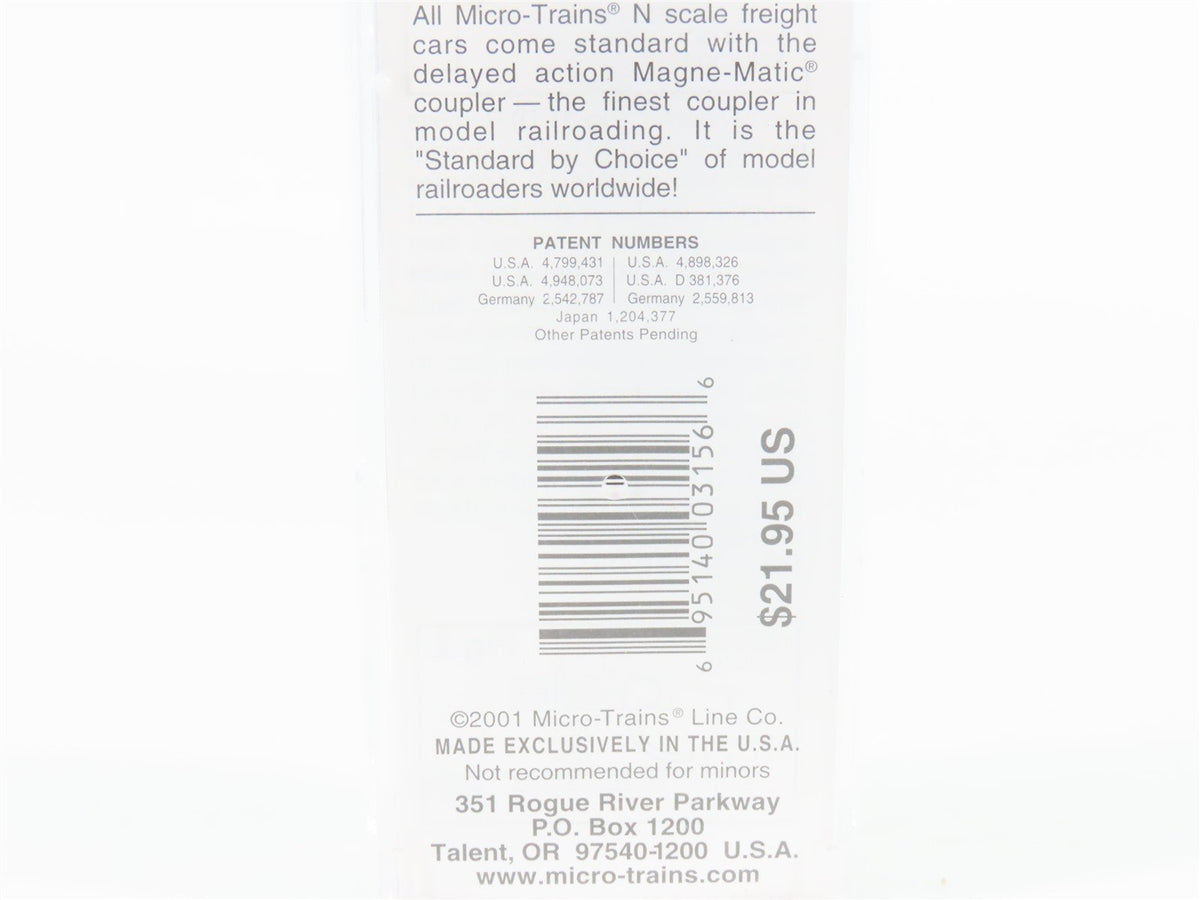 All Micro-Trains® N scale freight
cars come standard with the
delayed action Magne-Matic®
coupler — the finest coupler in
model railroading. It is the
"Standard by Choice" of model
railroaders worldwide!
PATENT NUMBERS
U.S.A. 4,799,431 | U.S.A. 4,898,326
U.S.A. 4,948,073 | U.S.A. D 381,376
Germany 2,542,787 | Germany 2,559,813
Japan 1,204,377
Other Patents Pending
6 95140 03156 6
$21.95 US
©2001 Micro-Trains® Line Co.
MADE EXCLUSIVELY IN THE U.S.A.
Not recommended for minors
351 Rogue River Parkway
P.O. Box 1200
Talent, OR 97540-1200 U.S.A.
www.micro-trains.com